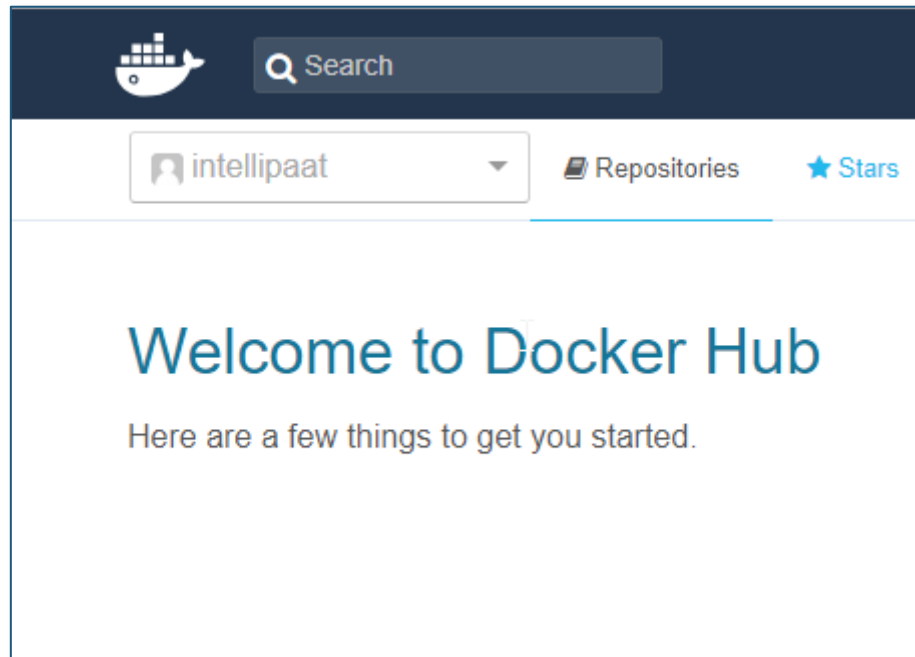 Search
intellipaat
Repositories
Stars
Welcome to Docker Hub
Here are a few things to get you started.